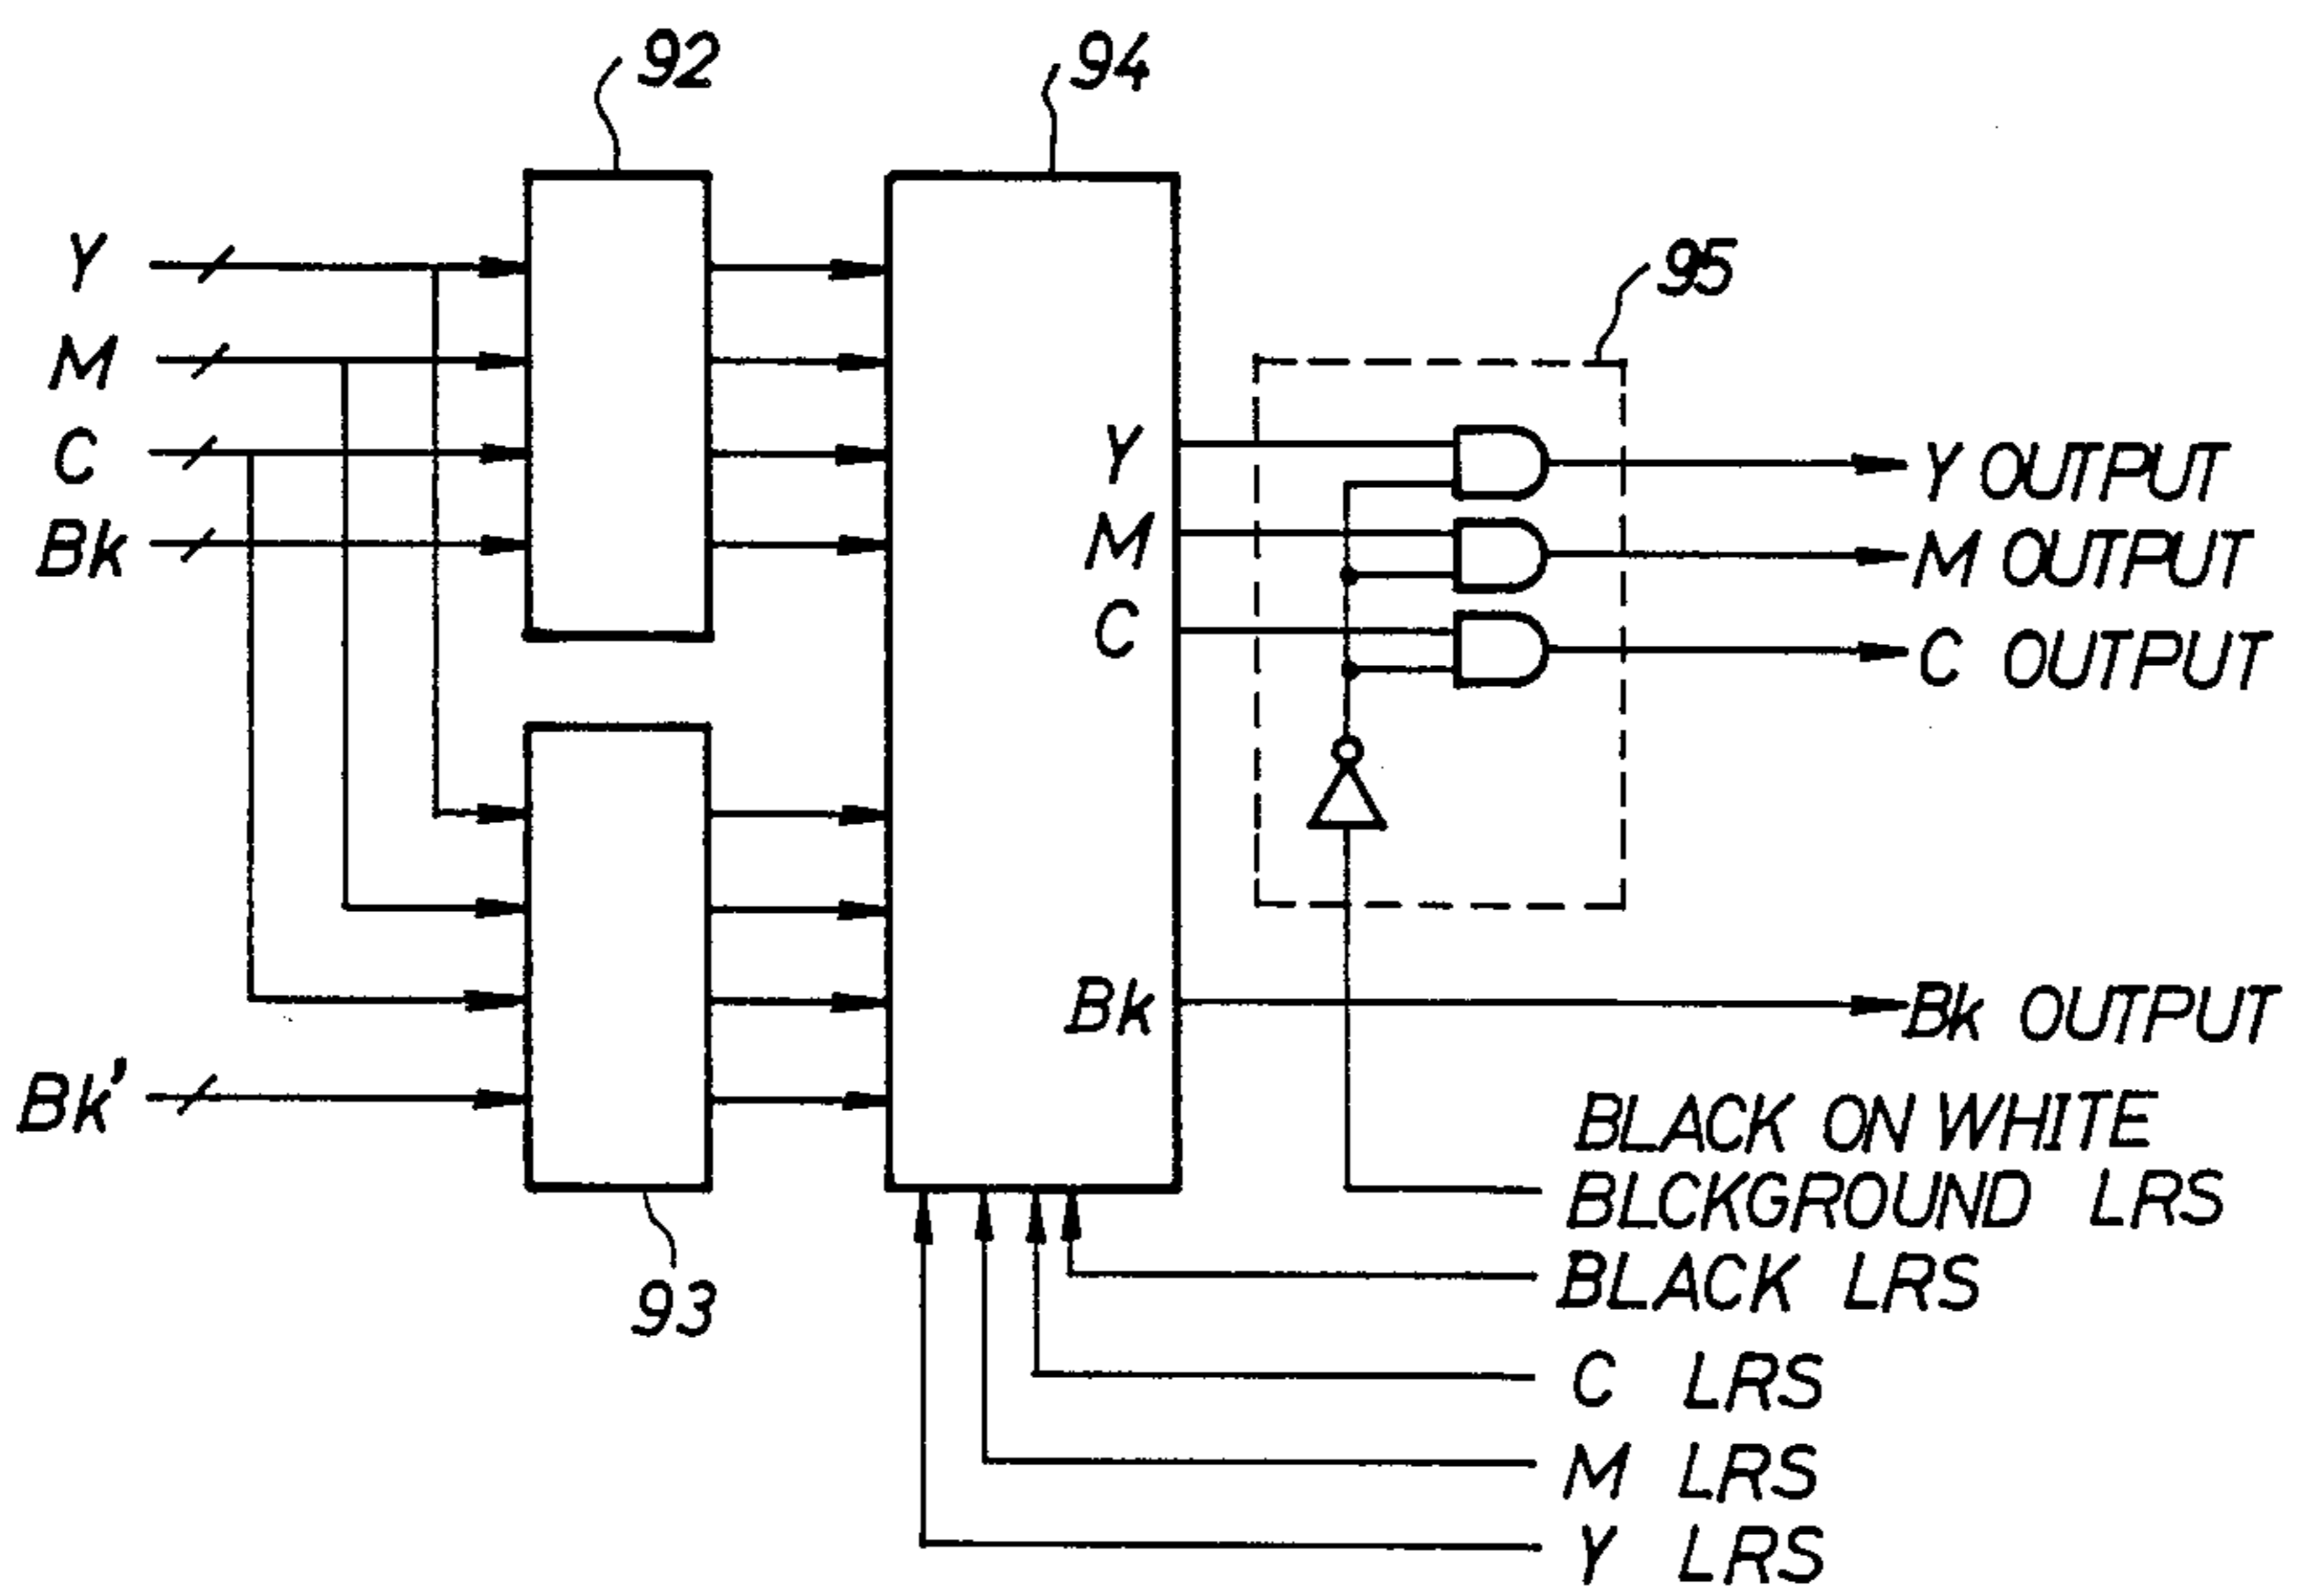 92
94
95
Y
M
C
Bk
Bk'
93
Y
M
C
Bk
Y OUTPUT
M OUTPUT
C OUTPUT
Bk OUTPUT
BLACK ON WHITE
BLCKGROUND LRS
BLACK LRS
C LRS
M LRS
Y LRS